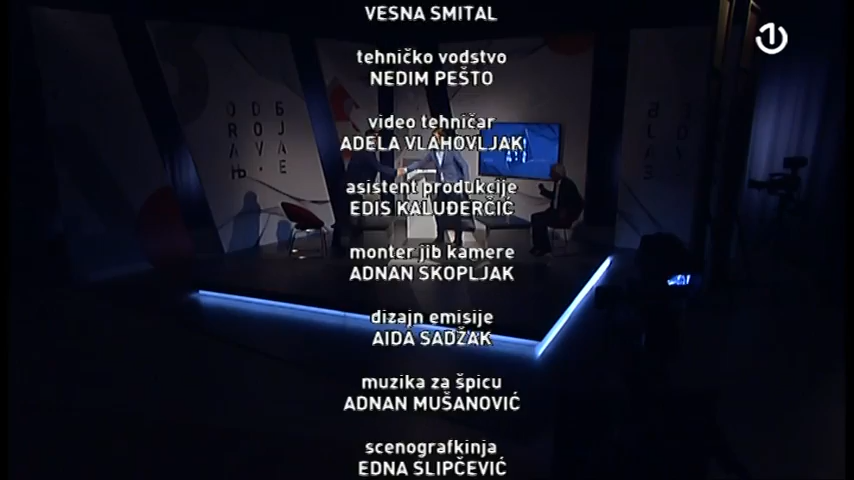 VESNA SMITAL
tehničko vodstvo
NEDIM PEŠTO
video tehničar
ADELA VLAHOVLJAK
asistent produkcije
EDIS KALUĐERČIĆ
monter jib kamere
ADNAN SKOPLJAK
dizajn emisije
AIDA SADŽAK
muzika za špicu
ADNAN MUŠANOVIĆ
scenografkinja
EDNA SLIPČEVIĆ
1